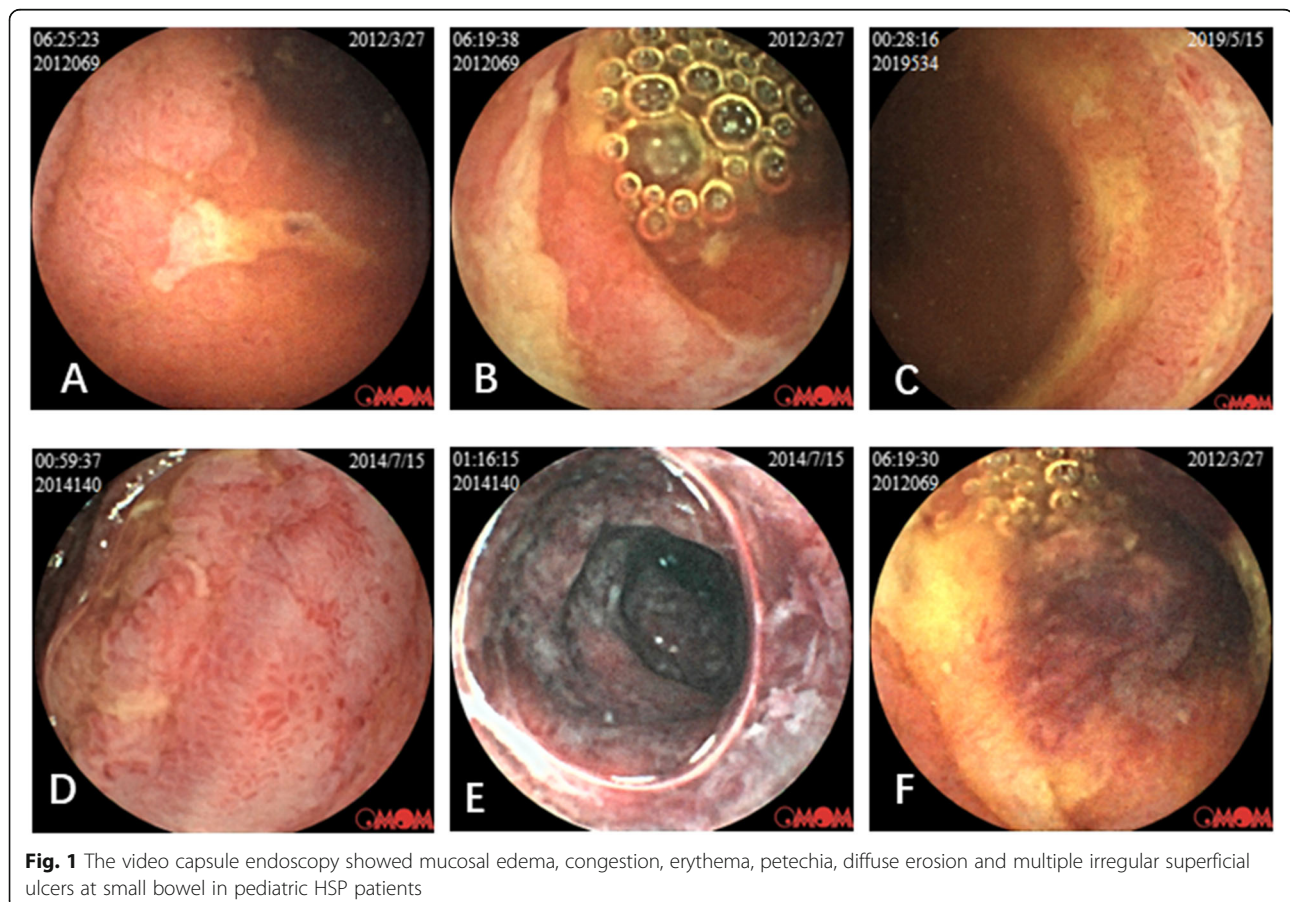 06:25:23 2012/3/27
2012069
A
OMOM
06:19:38 2012/3/27
2012069
B
OMOM
00:28:16 2019/5/15
2019534
C
OMOM
00:59:37 2014/7/15
2014140
D
OMOM
01:16:15 2014/7/15
2014140
E
OMOM
06:19:30 2012/3/27
2012069
F
OMOM
Fig. 1 The video capsule endoscopy showed mucosal edema, congestion, erythema, petechia, diffuse erosion and multiple irregular superficial
ulcers at small bowel in pediatric HSP patients